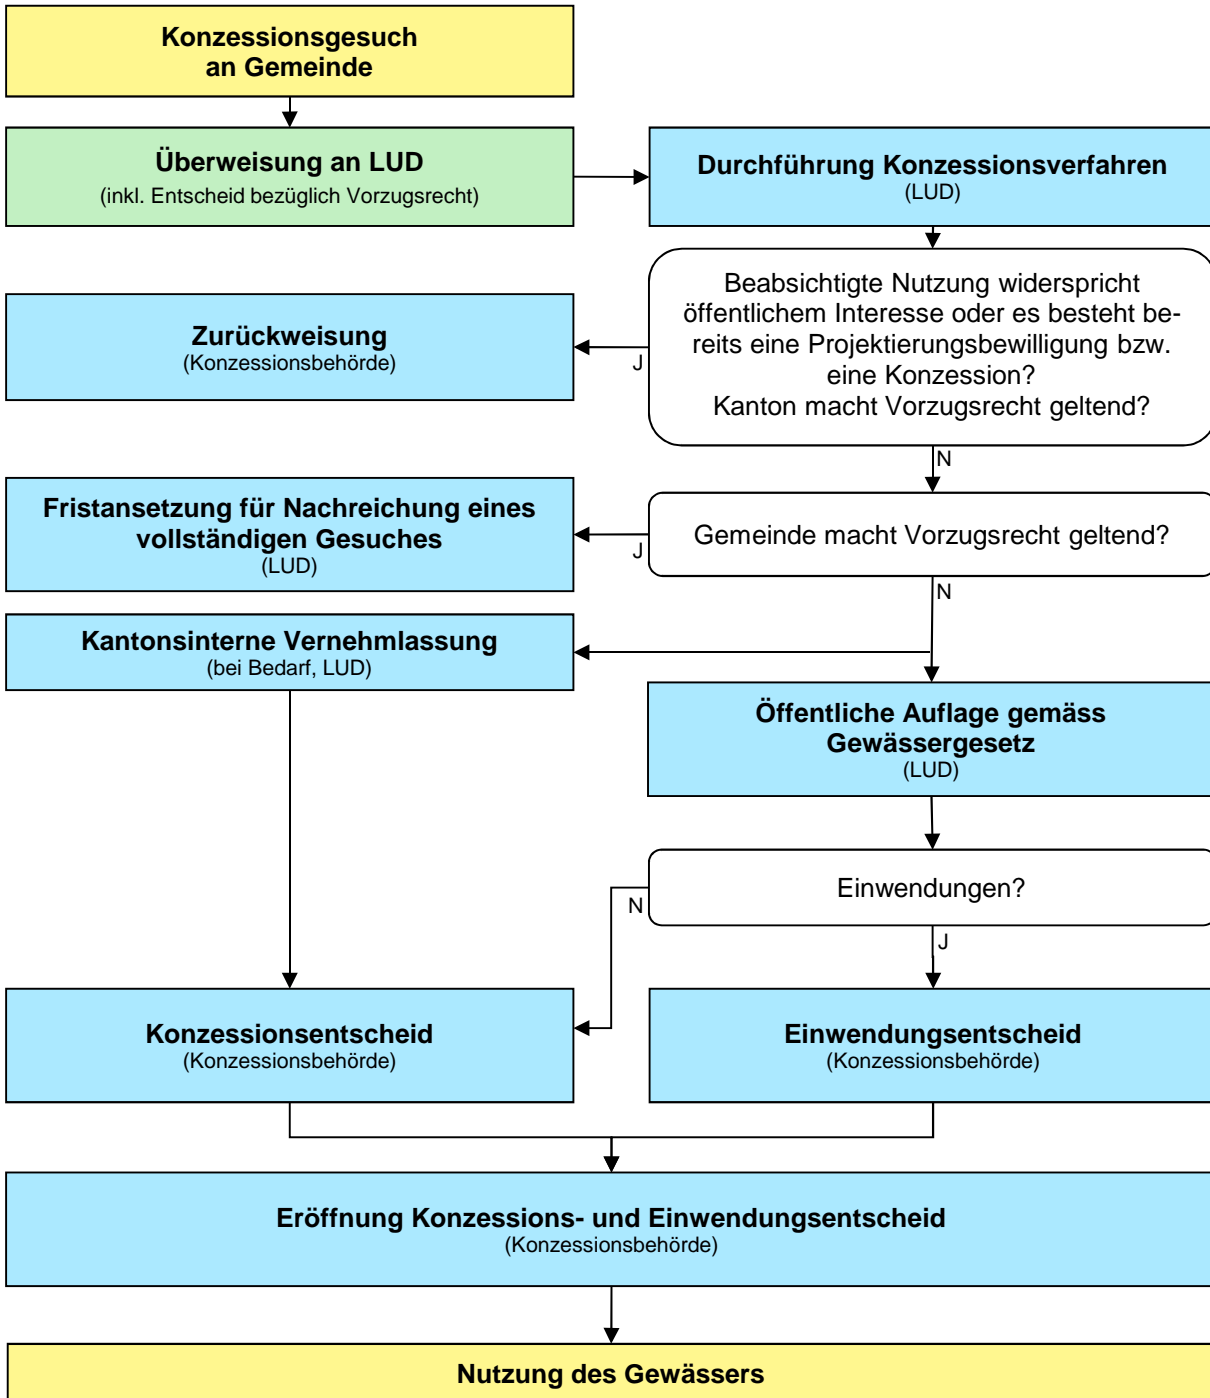 Konzessionsgesuch
an Gemeinde
Überweisung an LUD
(inkl. Entscheid bezüglich Vorzugsrecht)
Durchführung Konzessionsverfahren
(LUD)
Beabsichtigte Nutzung widerspricht
öffentlichem Interesse oder es besteht be-
reits eine Projektierungsbewilligung bzw.
eine Konzession?
Kanton macht Vorzugsrecht geltend?
J
Zurückweisung
(Konzessionsbehörde)
N
Gemeinde macht Vorzugsrecht geltend?
J
Fristansetzung für Nachreichung eines
vollständigen Gesuches
(LUD)
N
Kantonsinterne Vernehmlassung
(bei Bedarf, LUD)
Öffentliche Auflage gemäss
Gewässergesetz
(LUD)
Einwendungen?
N
J
Konzessionsentscheid
(Konzessionsbehörde)
Einwendungsentscheid
(Konzessionsbehörde)
Eröffnung Konzessions- und Einwendungsentscheid
(Konzessionsbehörde)
Nutzung des Gewässers